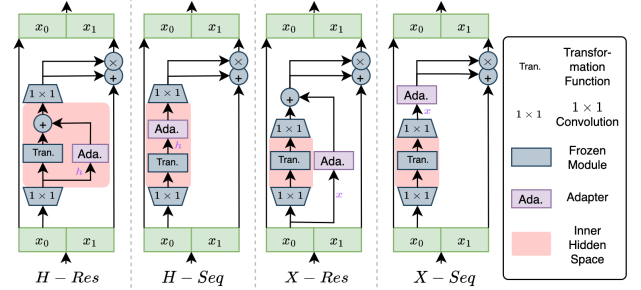 x₀ x₁
×
+
1 × 1
+
Tran.
Ada.
h
1 × 1
x₀ x₁
H − Res
x₀ x₁
×
+
1 × 1
Ada.
h
Tran.
1 × 1
x₀ x₁
H − Seq
x₀ x₁
×
+
+
1 × 1
Tran.
Ada.
x
1 × 1
x₀ x₁
X − Res
x₀ x₁
×
+
Ada.
x
1 × 1
Tran.
1 × 1
x₀ x₁
X − Seq
Tran.
Transfor-
mation
Function
1 × 1
1 × 1
Convolution
Frozen
Module
Ada.
Adapter
Inner
Hidden
Space